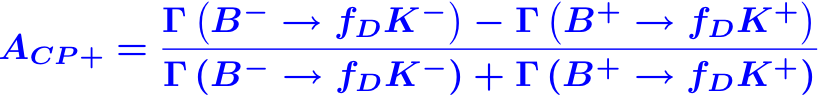 A_{CP+} = \frac{\Gamma (B^- \to f_D K^-) - \Gamma (B^+ \to f_D K^+)}{\Gamma (B^- \to f_D K^-) + \Gamma (B^+ \to f_D K^+)}